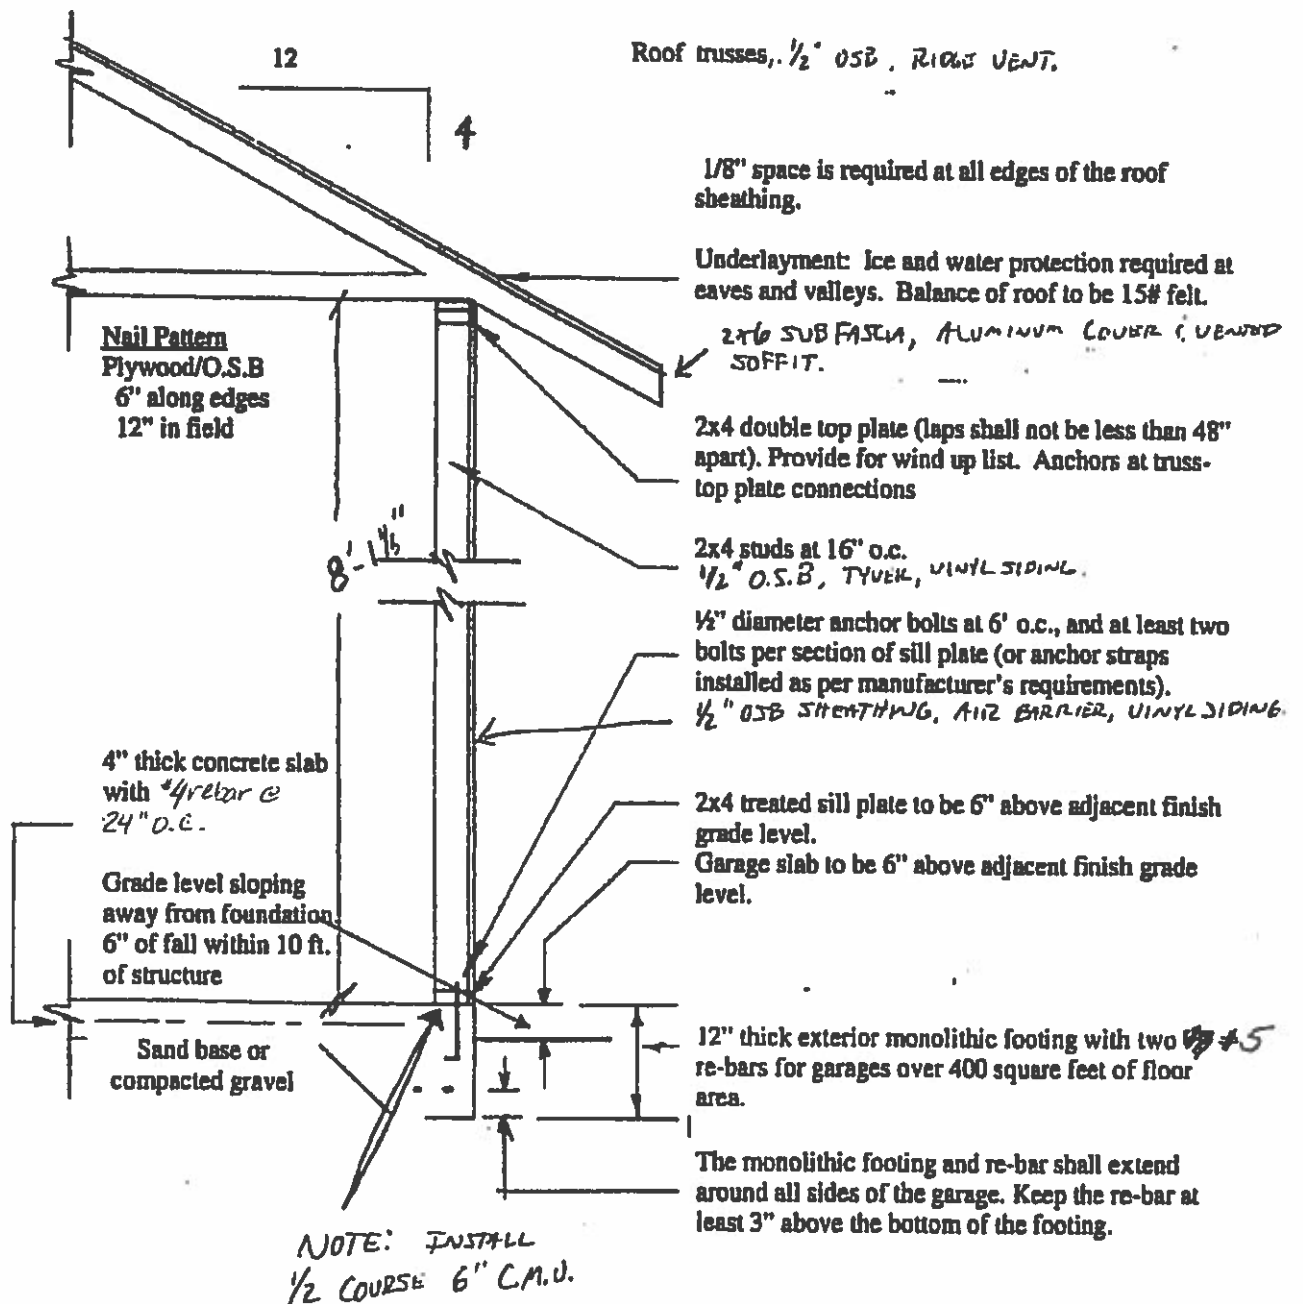 12
4
Roof trusses,. 1/2" OSB, RIDGE VENT.
1/8" space is required at all edges of the roof
sheathing.
Underlayment: Ice and water protection required at
eaves and valleys. Balance of roof to be 15# felt.
2x6 SUB FASCIA, ALUMINUM COVER & VENTED
SOFFIT.
Nail Pattern
Plywood/O.S.B
6" along edges
12" in field
2x4 double top plate (laps shall not be less than 48"
apart). Provide for wind up list. Anchors at truss-
top plate connections
8'-1 1/8"
2x4 studs at 16" o.c.
1/2" O.S.B, TYVEK, VINYL SIDING.
½" diameter anchor bolts at 6' o.c., and at least two
bolts per section of sill plate (or anchor straps
installed as per manufacturer's requirements).
1/2" OSB SHEATHING, AIR BARRIER, VINYL SIDING.
4" thick concrete slab
with #4 rebar @
24" O.C.
2x4 treated sill plate to be 6" above adjacent finish
grade level.
Garage slab to be 6" above adjacent finish grade
level.
Grade level sloping
away from foundation
6" of fall within 10 ft.
of structure
Sand base or
compacted gravel
12" thick exterior monolithic footing with two #5
re-bars for garages over 400 square feet of floor
area.
The monolithic footing and re-bar shall extend
around all sides of the garage. Keep the re-bar at
least 3" above the bottom of the footing.
NOTE: INSTALL
1/2 COURSE 6" C.M.U.